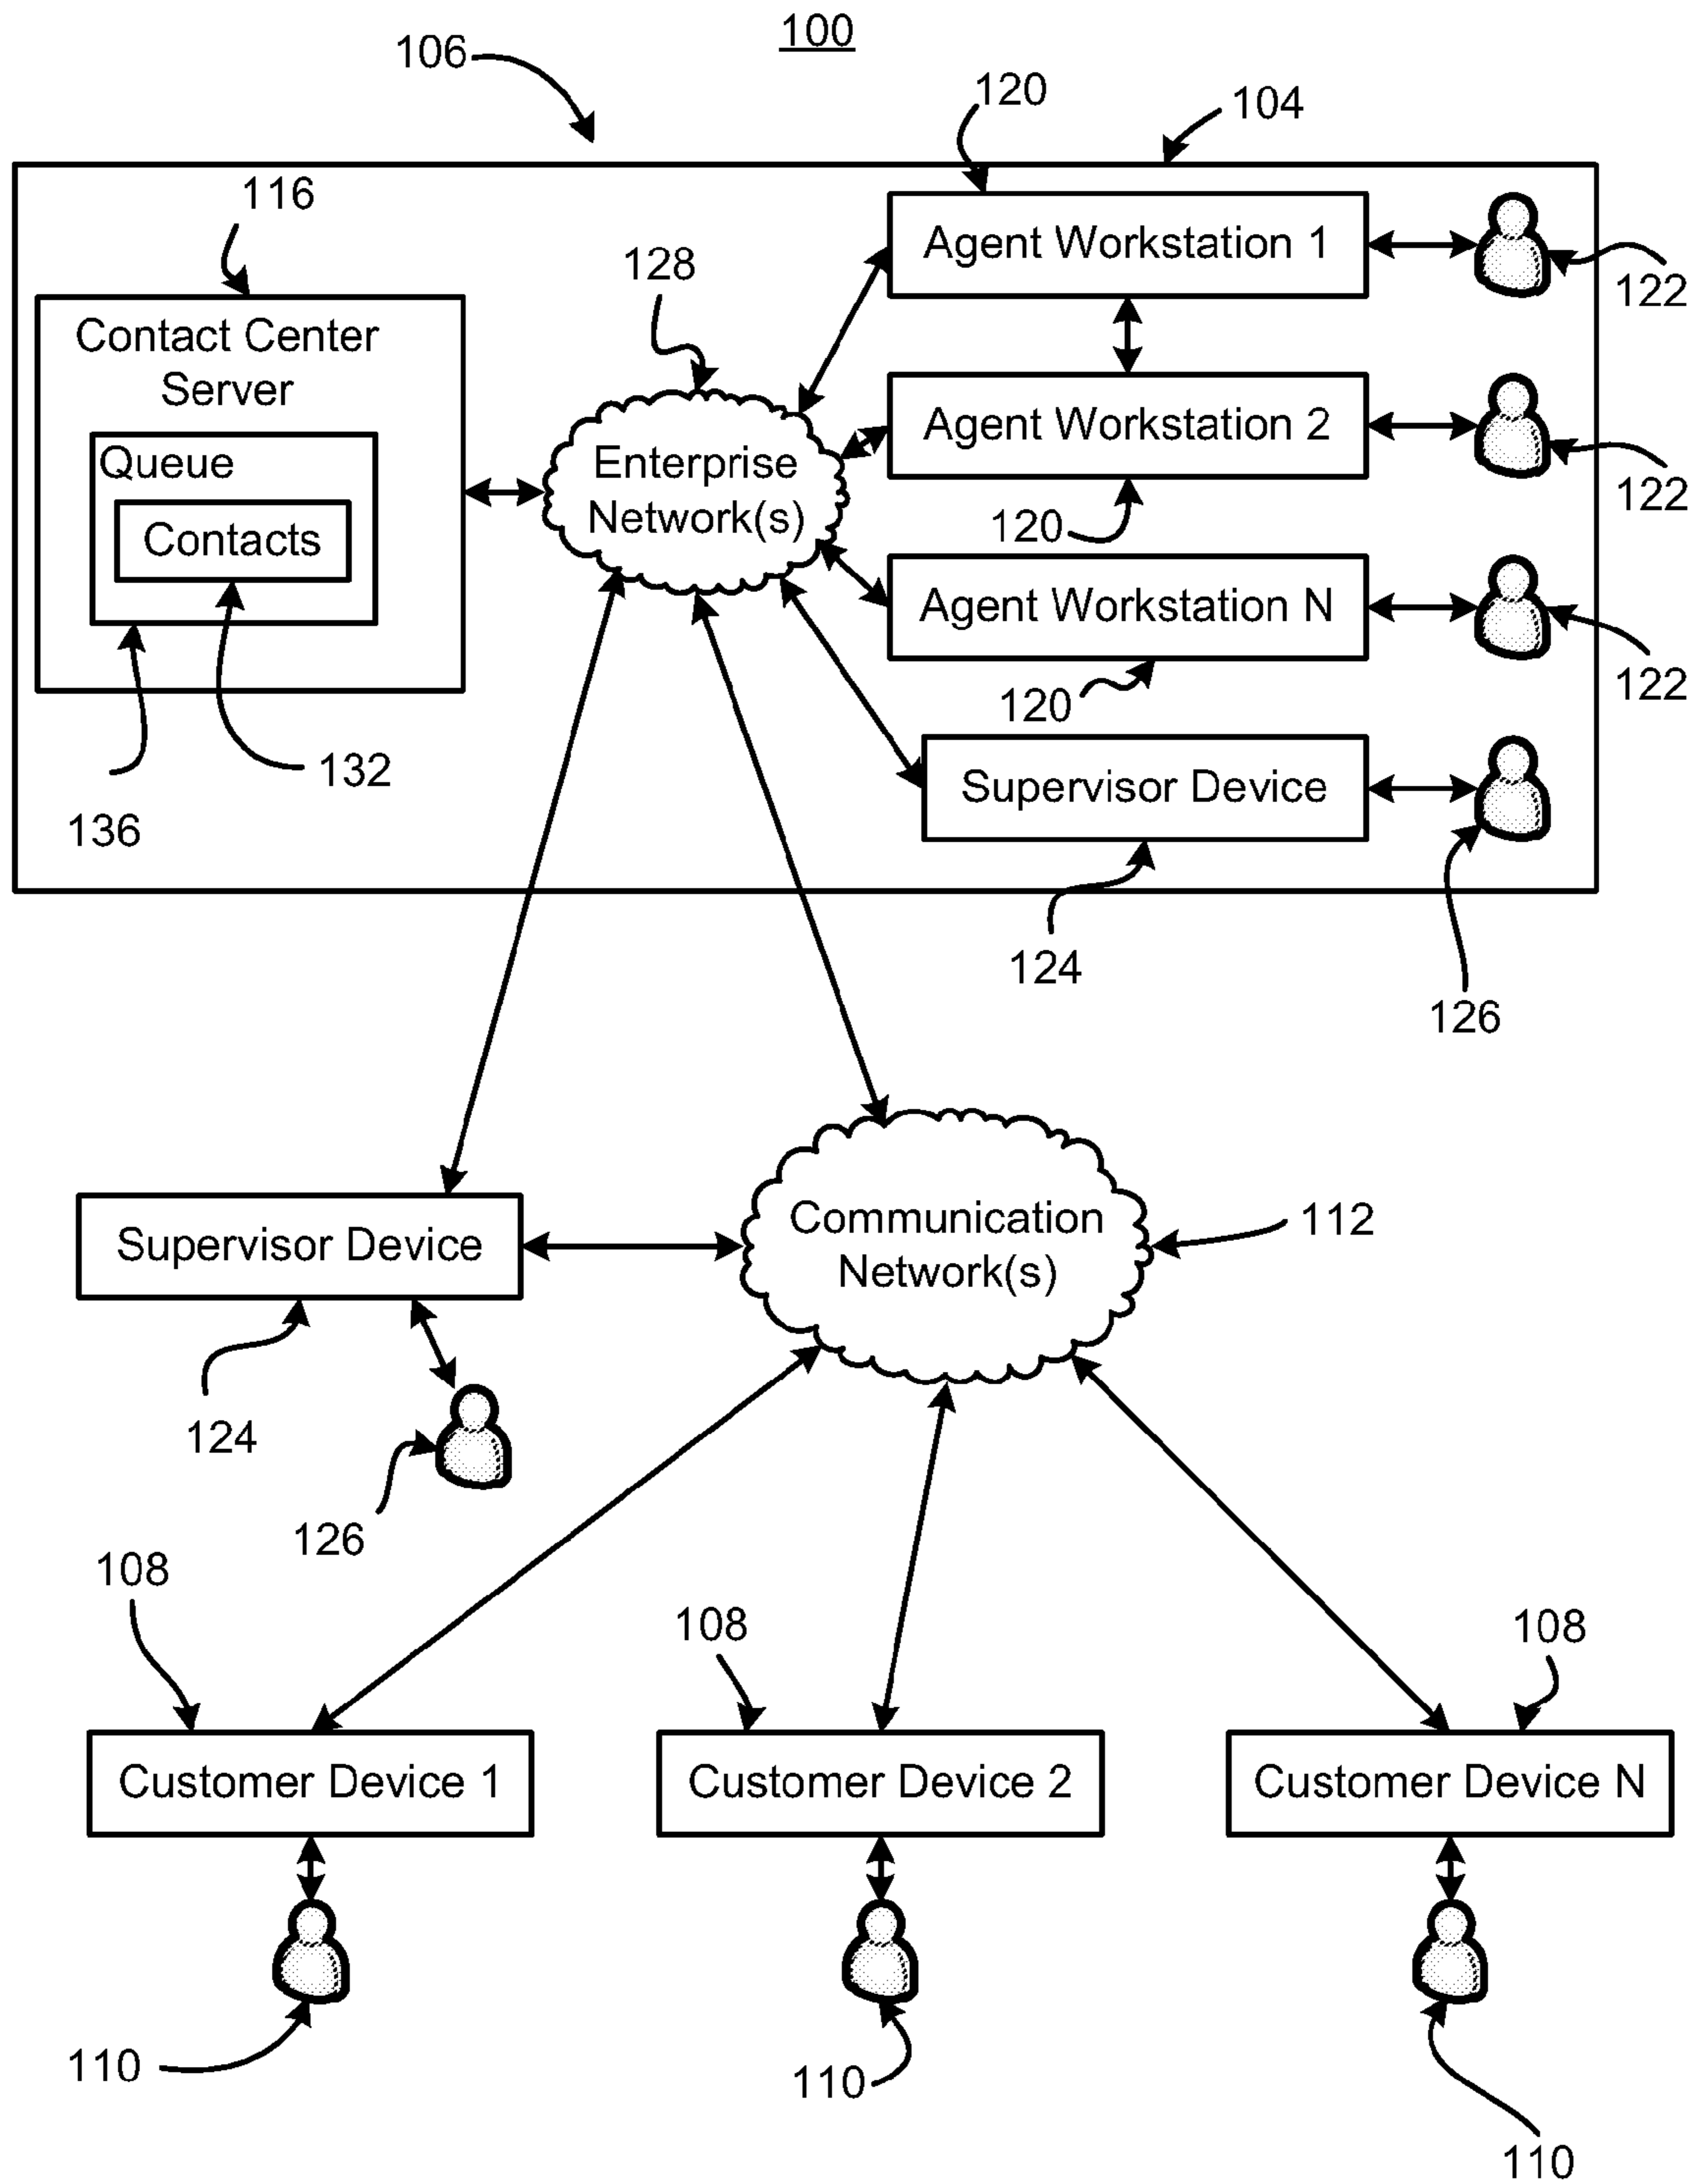 100
106
120
104
116
Agent Workstation 1
122
128
Contact Center
Server
Agent Workstation 2
122
Queue
Enterprise
Network(s)
Contacts
120
Agent Workstation N
122
120
132
Supervisor Device
136
124
126
Communication
Network(s)
112
Supervisor Device
124
126
108
108
108
Customer Device 1
Customer Device 2
Customer Device N
110
110
110